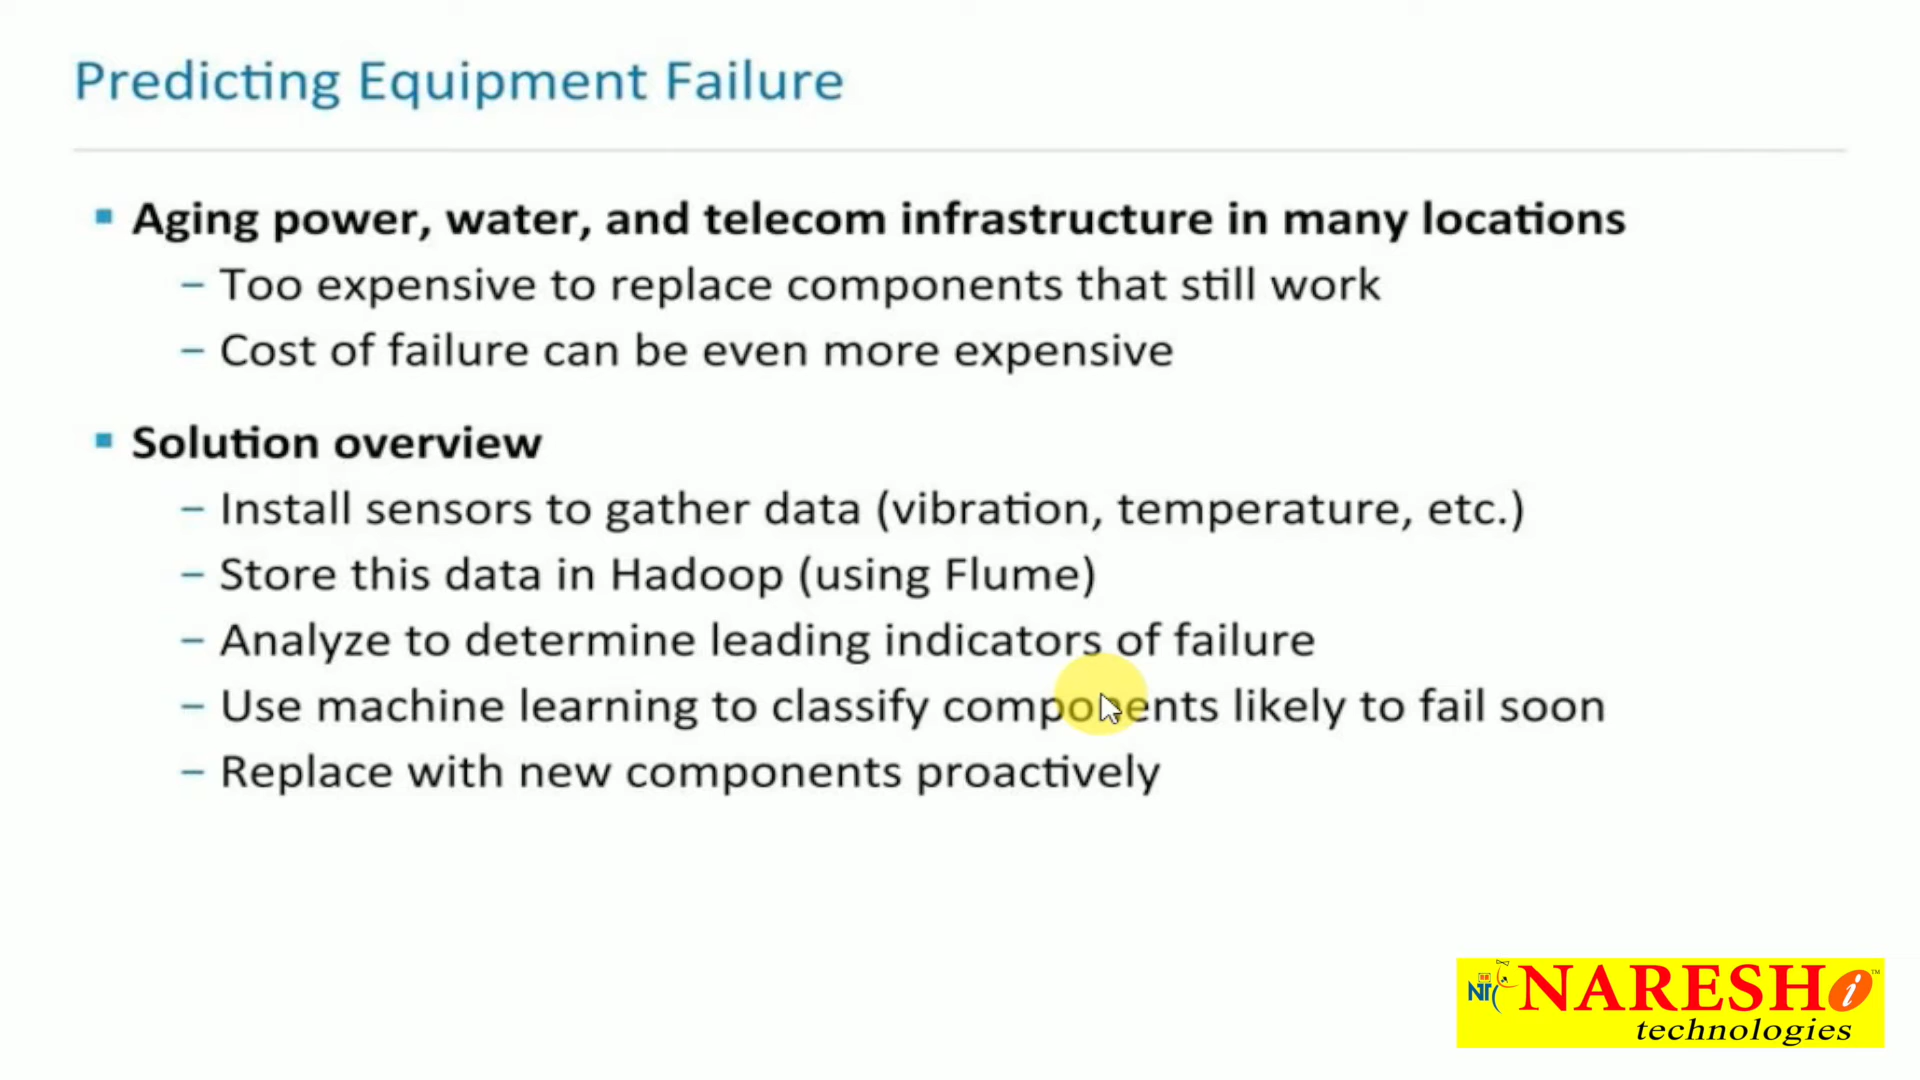 Predicting Equipment Failure
Aging power, water, and telecom infrastructure in many locations
– Too expensive to replace components that still work
– Cost of failure can be even more expensive
Solution overview
– Install sensors to gather data (vibration, temperature, etc.)
– Store this data in Hadoop (using Flume)
– Analyze to determine leading indicators of failure
– Use machine learning to classify components likely to fail soon
– Replace with new components proactively
NT NARESH i ™
technologies